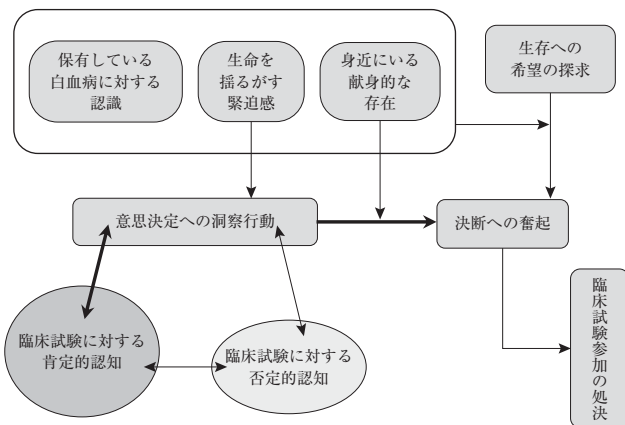 保有している
白血病に対する
認識
生命を
揺るがす
緊迫感
身近にいる
献身的な
存在
生存への
希望の探求
意思決定への洞察行動
決断への奮起
臨床試験に対する
肯定的認知
臨床試験に対する
否定的認知
臨床試験参加の処決